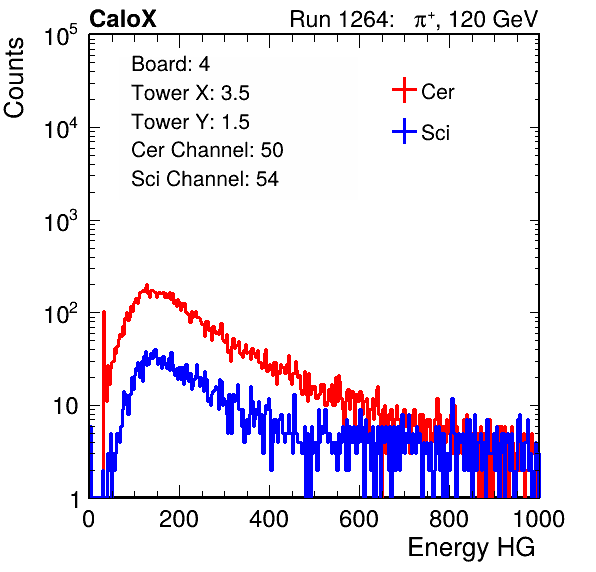 CaloX Run 1264: π⁺, 120 GeV
Counts
10⁵
10⁴
10³
10²
10
1
Board: 4
Tower X: 3.5
Tower Y: 1.5
Cer Channel: 50
Sci Channel: 54
Cer
Sci
0 200 400 600 800 1000
Energy HG